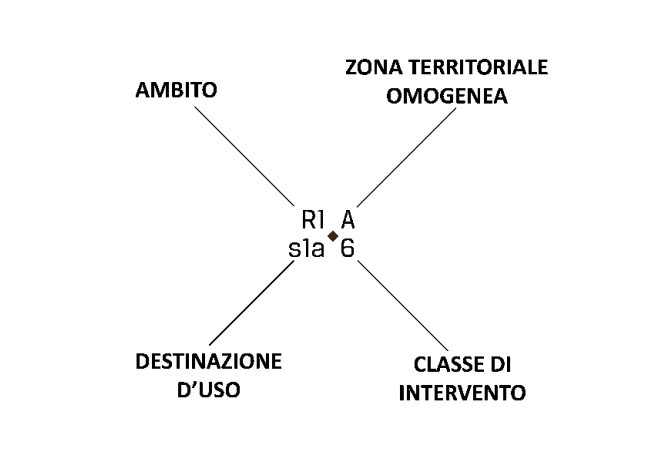 AMBITO
ZONA TERRITORIALE
OMOGENEA
R1 A
s1a 6
DESTINAZIONE
D'USO
CLASSE DI
INTERVENTO